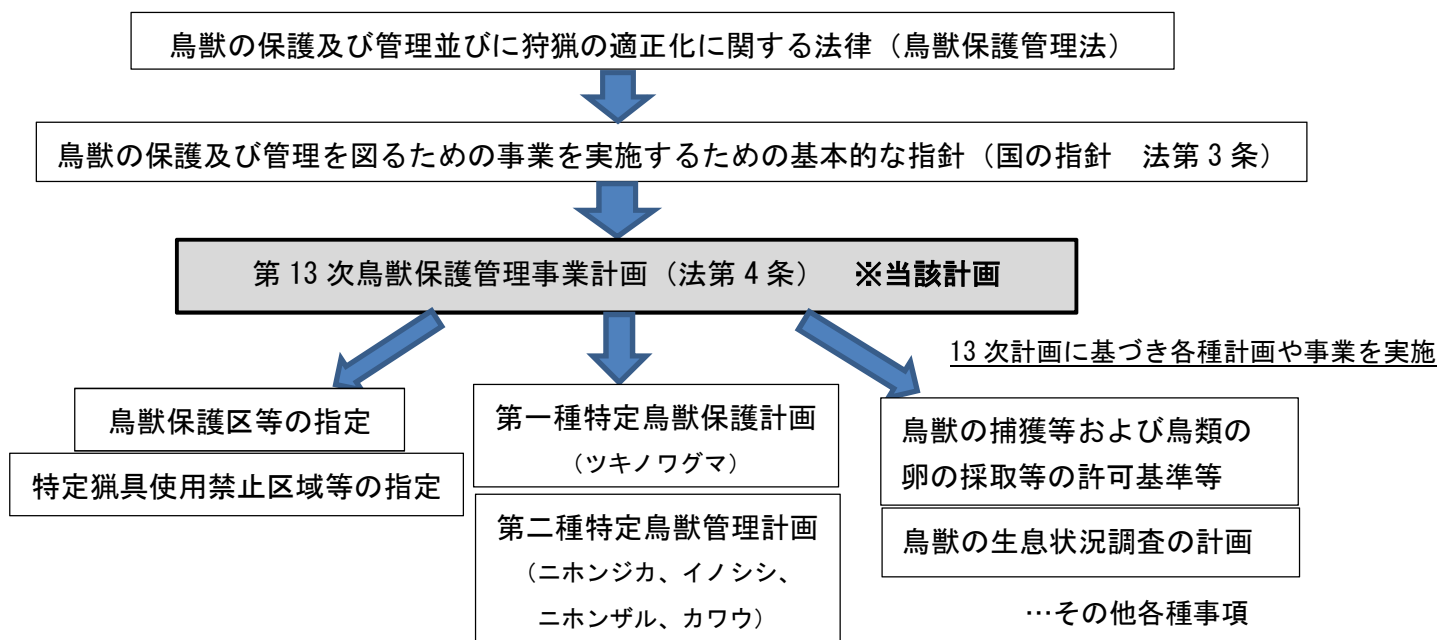 鳥獣の保護及び管理並びに狩猟の適正化に関する法律（鳥獣保護管理法）
鳥獣の保護及び管理を図るための事業を実施するための基本的な指針（国の指針　法第3条）
第13次鳥獣保護管理事業計画（法第4条）　※当該計画
13次計画に基づき各種計画や事業を実施
鳥獣保護区等の指定
特定猟具使用禁止区域等の指定
第一種特定鳥獣保護計画
（ツキノワグマ）
第二種特定鳥獣管理計画
（ニホンジカ、イノシシ、
ニホンザル、カワウ）
鳥獣の捕獲等および鳥類の
卵の採取等の許可基準等
鳥獣の生息状況調査の計画
…その他各種事項